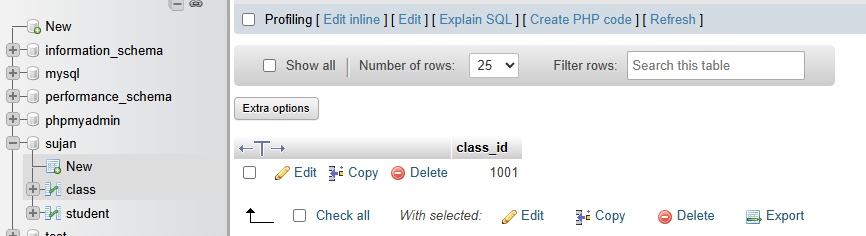 New
information_schema
mysql
performance_schema
phpmyadmin
sujan
New
class
student
Profiling [ Edit inline ] [ Edit ] [ Explain SQL ] [ Create PHP code ] [ Refresh ]
Show all | Number of rows: 25 Filter rows: Search this table
Extra options
class_id
Edit Copy Delete 1001
Check all With selected: Edit Copy Delete Export